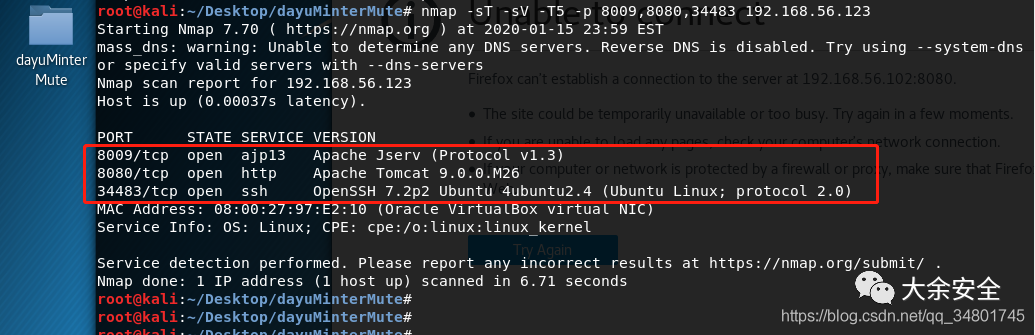 dayuMinter
Mute
root@kali:~/Desktop/dayuMinterMute# nmap -sT -sV -T5 -p 8009,8080,34483 192.168.56.123
Starting Nmap 7.70 ( https://nmap.org ) at 2020-01-15 23:59 EST
mass_dns: warning: Unable to determine any DNS servers. Reverse DNS is disabled. Try using --system-dns
or specify valid servers with --dns-servers
Nmap scan report for 192.168.56.123
Host is up (0.00037s latency).
PORT STATE SERVICE VERSION
8009/tcp open ajp13 Apache Jserv (Protocol v1.3)
8080/tcp open http Apache Tomcat 9.0.0.M26
34483/tcp open ssh OpenSSH 7.2p2 Ubuntu 4ubuntu2.4 (Ubuntu Linux; protocol 2.0)
MAC Address: 08:00:27:97:E2:10 (Oracle VirtualBox virtual NIC)
Service Info: OS: Linux; CPE: cpe:/o:linux:linux_kernel
Service detection performed. Please report any incorrect results at https://nmap.org/submit/ .
Nmap done: 1 IP address (1 host up) scanned in 6.71 seconds
root@kali:~/Desktop/dayuMinterMute#
root@kali:~/Desktop/dayuMinterMute#
root@kali:~/Desktop/dayuMinterMute#
to connect
Firefox can't establish a connection to the server at 192.168.56.102:8080.
The site could be temporarily unavailable or too busy. Try again in a few moments.
If you are unable to load any pages, check your computer's network connection.
your computer or network is protected by a firewall or proxy, make sure that Firefo
Try Again
大余安全
https://blog.csdn.net/qq_34801745